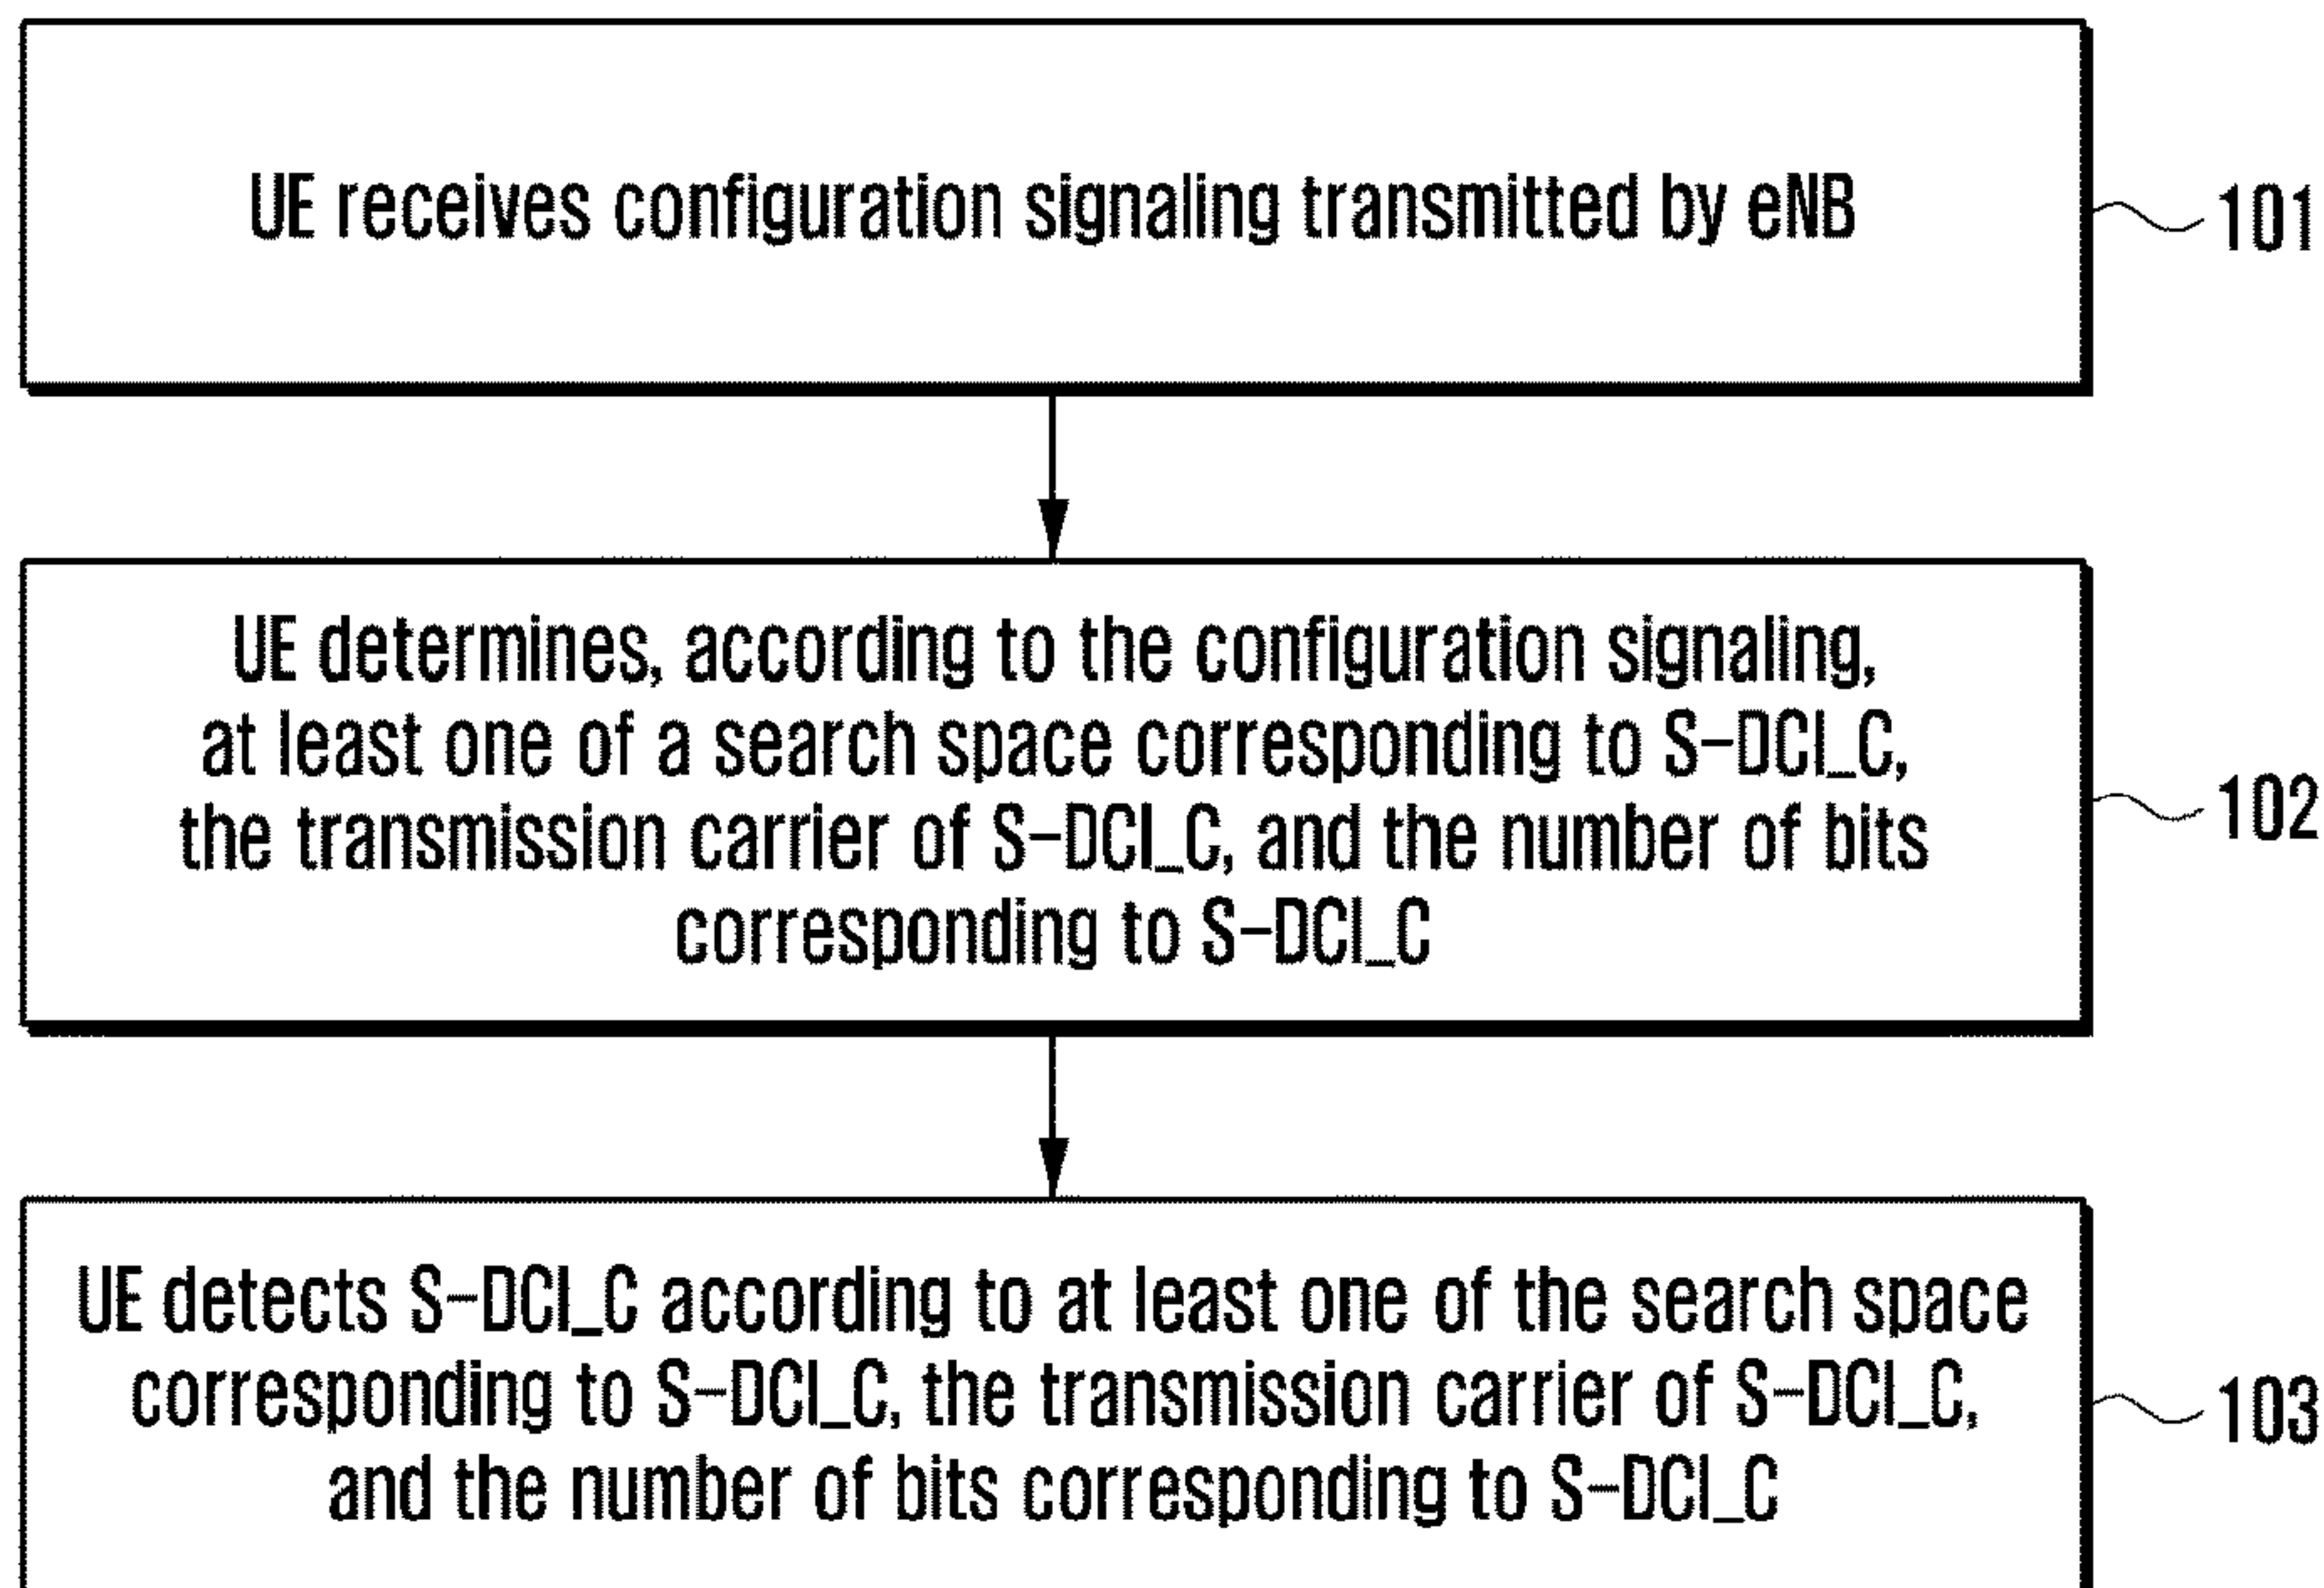 UE receives configuration signaling transmitted by eNB
101
UE determines, according to the configuration signaling,
at least one of a search space corresponding to S-DCI_C,
the transmission carrier of S-DCI_C, and the number of bits
corresponding to S-DCI_C
102
UE detects S-DCI_C according to at least one of the search space
corresponding to S-DCI_C, the transmission carrier of S-DCI_C,
and the number of bits corresponding to S-DCI_C
103